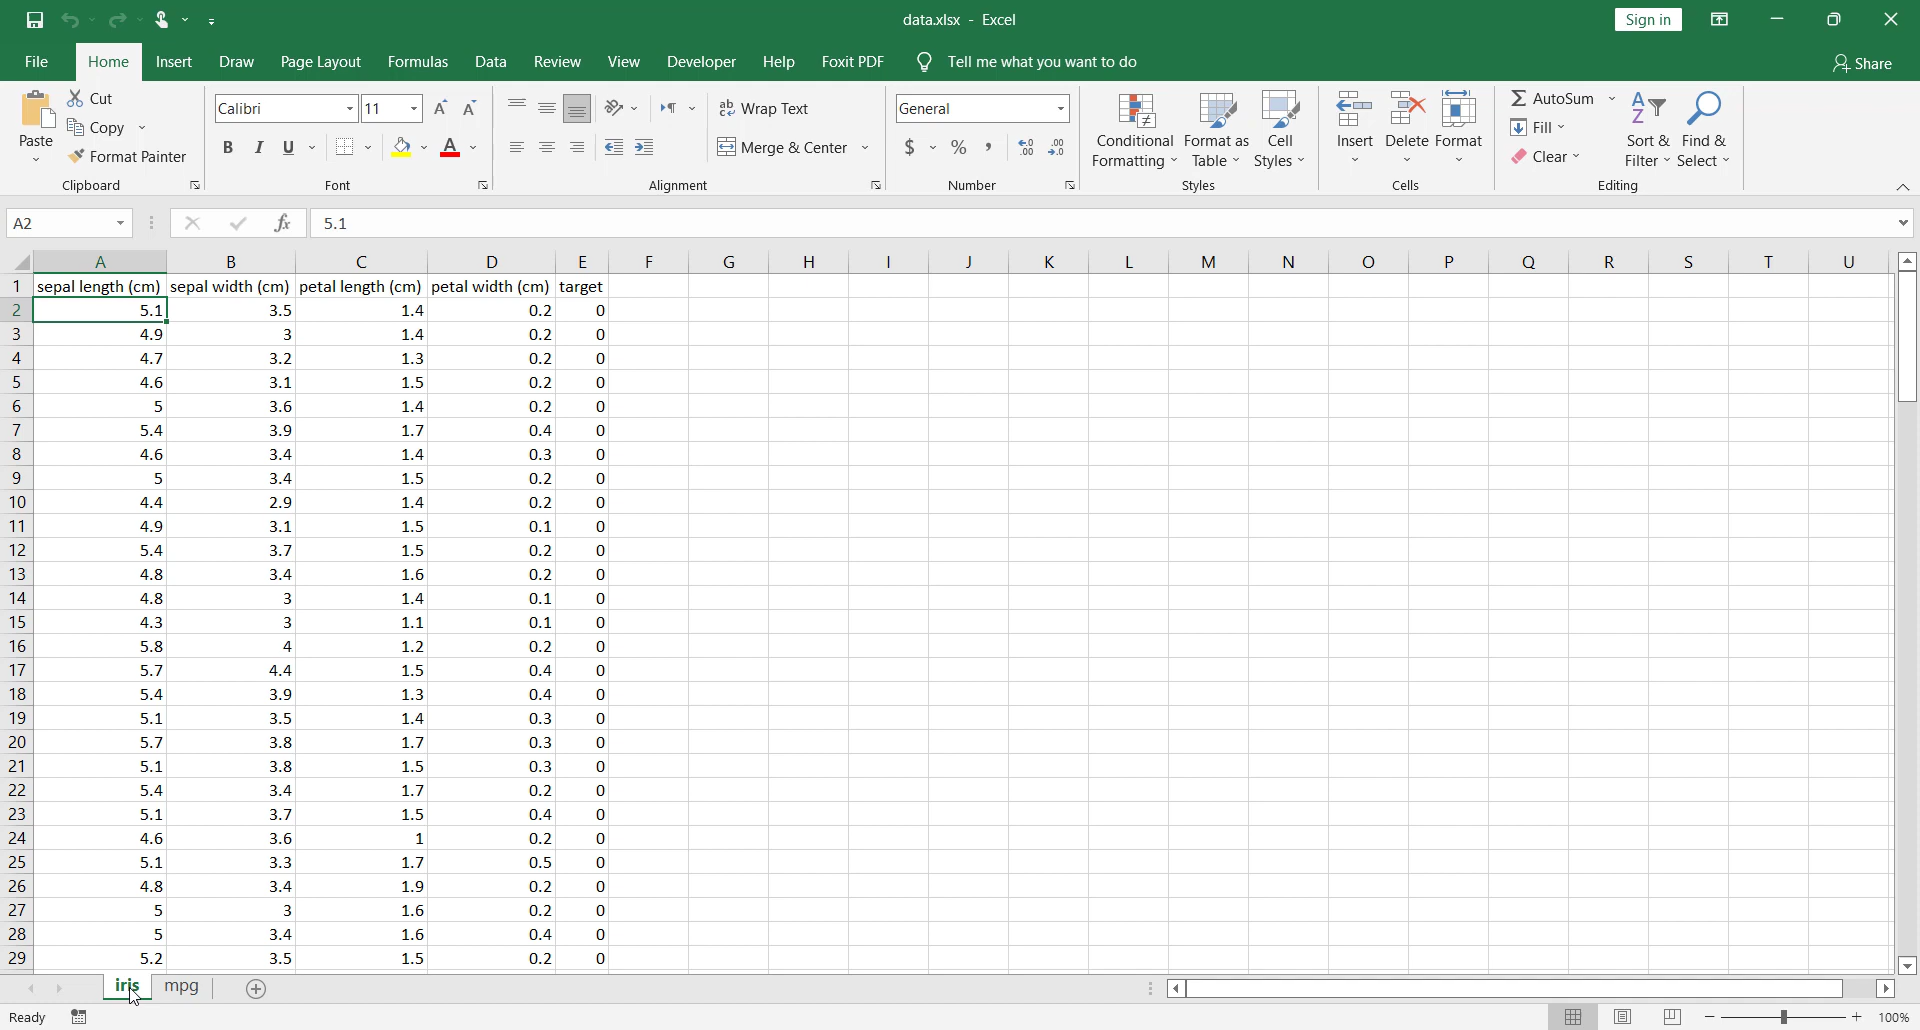 data.xlsx - Excel
Sign in
File Home Insert Draw Page Layout Formulas Data Review View Developer Help Foxit PDF Tell me what you want to do Share
Paste
Cut
Copy
Format Painter
Clipboard
Calibri 11
B I U
Font
Wrap Text
Merge & Center
Alignment
General
$ % ,
Number
Conditional Formatting
Format as Table
Cell Styles
Styles
Insert
Delete
Format
Cells
AutoSum
Fill
Clear
Sort & Filter
Find & Select
Editing
A2 fx 5.1
A B C D E F G H I J K L M N O P Q R S T U
1 sepal length (cm) sepal width (cm) petal length (cm) petal width (cm) target
2 5.1 3.5 1.4 0.2 0
3 4.9 3 1.4 0.2 0
4 4.7 3.2 1.3 0.2 0
5 4.6 3.1 1.5 0.2 0
6 5 3.6 1.4 0.2 0
7 5.4 3.9 1.7 0.4 0
8 4.6 3.4 1.4 0.3 0
9 5 3.4 1.5 0.2 0
10 4.4 2.9 1.4 0.2 0
11 4.9 3.1 1.5 0.1 0
12 5.4 3.7 1.5 0.2 0
13 4.8 3.4 1.6 0.2 0
14 4.8 3 1.4 0.1 0
15 4.3 3 1.1 0.1 0
16 5.8 4 1.2 0.2 0
17 5.7 4.4 1.5 0.4 0
18 5.4 3.9 1.3 0.4 0
19 5.1 3.5 1.4 0.3 0
20 5.7 3.8 1.7 0.3 0
21 5.1 3.8 1.5 0.3 0
22 5.4 3.4 1.7 0.2 0
23 5.1 3.7 1.5 0.4 0
24 4.6 3.6 1 0.2 0
25 5.1 3.3 1.7 0.5 0
26 4.8 3.4 1.9 0.2 0
27 5 3 1.6 0.2 0
28 5 3.4 1.6 0.4 0
29 5.2 3.5 1.5 0.2 0
iris mpg
Ready 100%